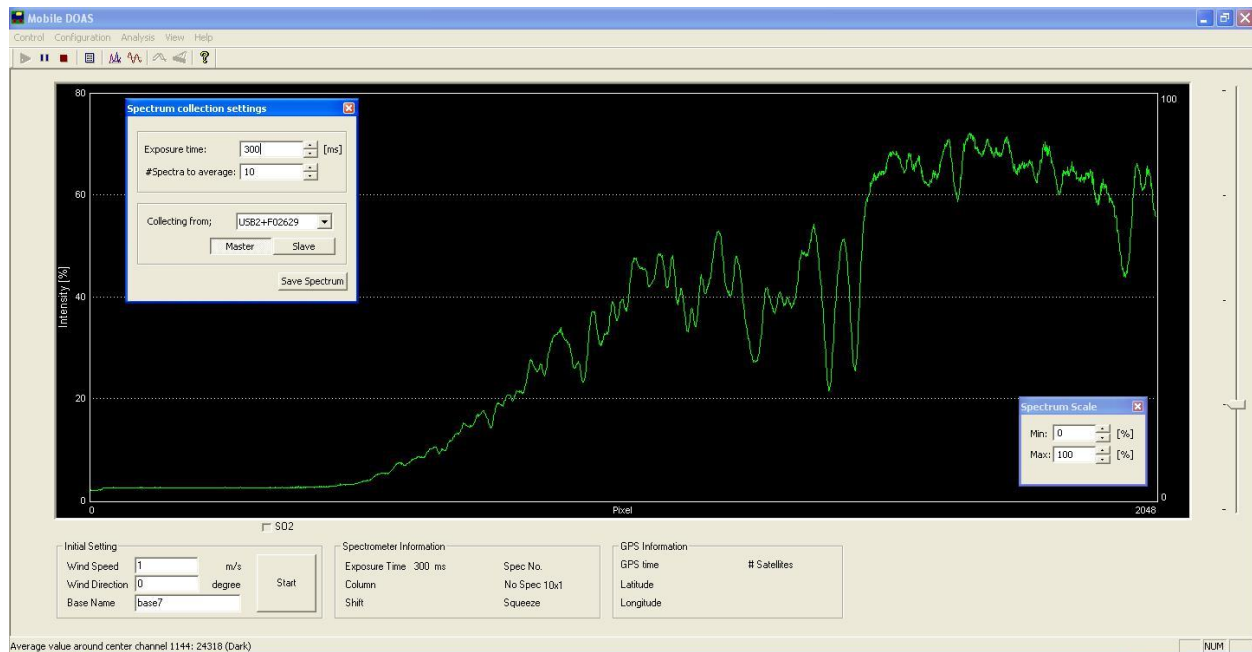 Mobile DOAS
Control Configuration Analysis View Help
80
100
Spectrum collection settings
Exposure time: 300 [ms]
#Spectra to average: 10
Collecting from; USB2+F02629
Master Slave
Save Spectrum
60
Intensity [%]
40
20
Spectrum Scale
Min: 0 [%]
Max: 100 [%]
0
0
0 Pixel 2048
SO2
Initial Setting
Wind Speed 1 m/s
Wind Direction 0 degree
Base Name base7
Start
Spectrometer Information
Exposure Time 300 ms Spec No.
Column No Spec 10x1
Shift Squeeze
GPS Information
GPS time # Satellites
Latitude
Longitude
Average value around center channel 1144: 24318 (Dark)
NUM